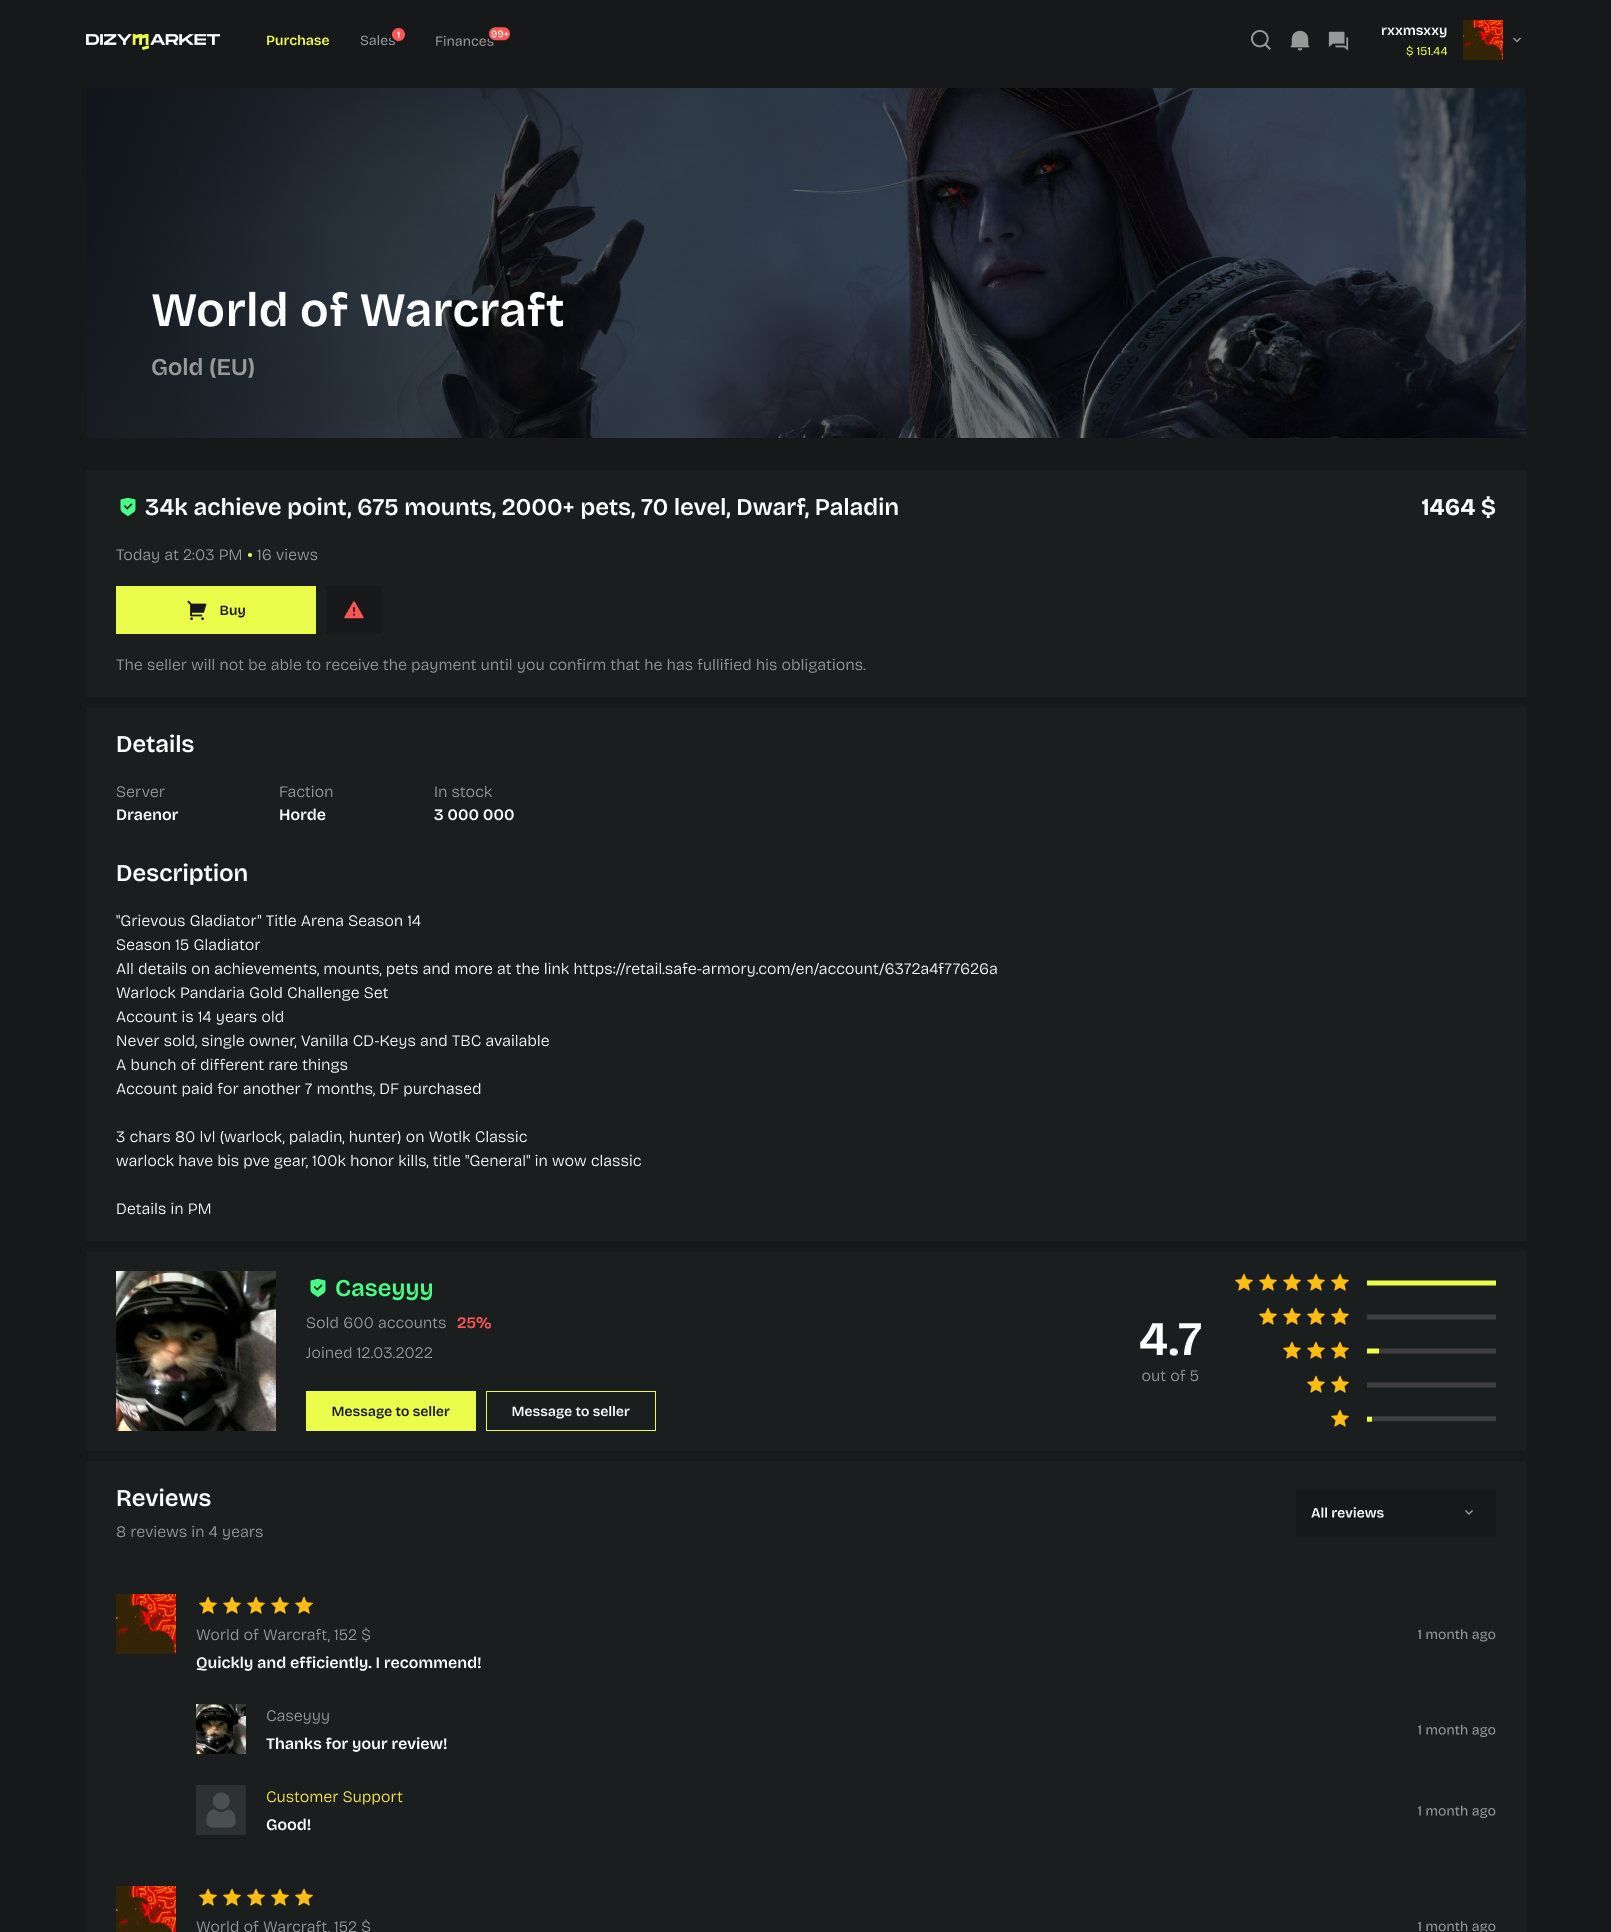 DIZYMARKET
Purchase
Sales 1
Finances 99+
rxxmsxxy
$ 151.44
World of Warcraft
Gold (EU)
34k achieve point, 675 mounts, 2000+ pets, 70 level, Dwarf, Paladin
1464 $
Today at 2:03 PM • 16 views
Buy
The seller will not be able to receive the payment until you confirm that he has fullified his obligations.
Details
Server
Faction
In stock
Draenor
Horde
3 000 000
Description
"Grievous Gladiator" Title Arena Season 14
Season 15 Gladiator
All details on achievements, mounts, pets and more at the link https://retail.safe-armory.com/en/account/6372a4f77626a
Warlock Pandaria Gold Challenge Set
Account is 14 years old
Never sold, single owner, Vanilla CD-Keys and TBC available
A bunch of different rare things
Account paid for another 7 months, DF purchased
3 chars 80 lvl (warlock, paladin, hunter) on Wotlk Classic
warlock have bis pve gear, 100k honor kills, title "General" in wow classic
Details in PM
Caseyyy
Sold 600 accounts 25%
Joined 12.03.2022
Message to seller
Message to seller
4.7
out of 5
Reviews
8 reviews in 4 years
All reviews
World of Warcraft, 152 $
1 month ago
Quickly and efficiently. I recommend!
Caseyyy
1 month ago
Thanks for your review!
Customer Support
1 month ago
Good!
World of Warcraft, 152 $
1 month ago